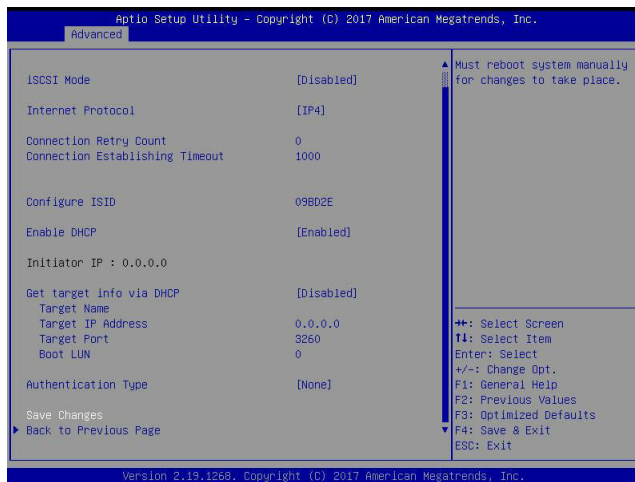 Aptio Setup Utility – Copyright (C) 2017 American Megatrends, Inc.
Advanced
iSCSI Mode [Disabled]
Internet Protocol [IP4]
Connection Retry Count 0
Connection Establishing Timeout 1000
Configure ISID 09BD2E
Enable DHCP [Enabled]
Initiator IP : 0.0.0.0
Get target info via DHCP [Disabled]
Target Name
Target IP Address 0.0.0.0
Target Port 3260
Boot LUN 0
Authentication Type [None]
Save Changes
Back to Previous Page
Must reboot system manually
for changes to take place.
→←: Select Screen
↑↓: Select Item
Enter: Select
+/-: Change Opt.
F1: General Help
F2: Previous Values
F3: Optimized Defaults
F4: Save & Exit
ESC: Exit
Version 2.19.1268. Copyright (C) 2017 American Megatrends, Inc.